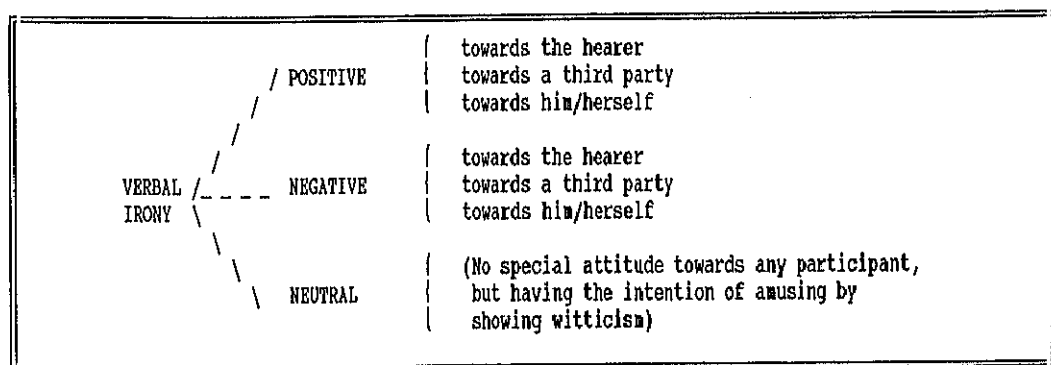 towards the hearer
POSITIVE towards a third party
towards him/herself
towards the hearer
VERBAL NEGATIVE towards a third party
IRONY towards him/herself
(No special attitude towards any participant,
NEUTRAL but having the intention of amusing by
showing witticism)